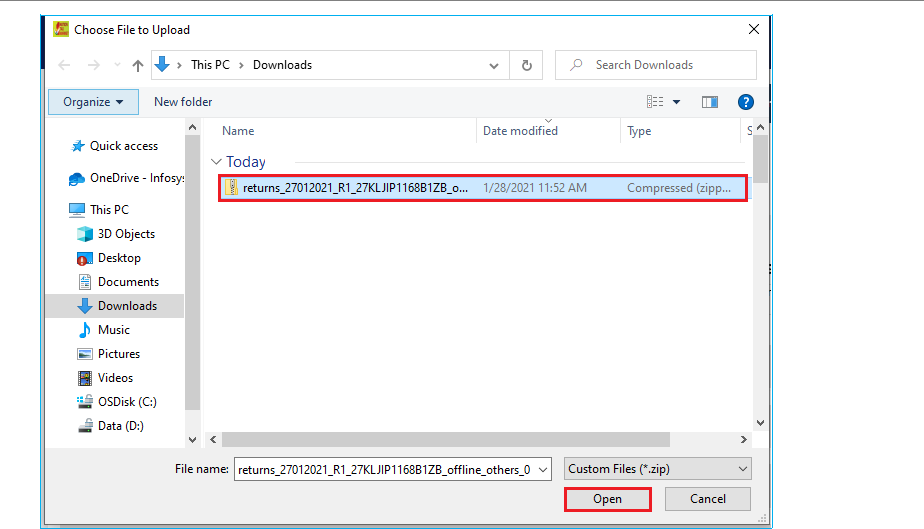 Choose File to Upload
This PC > Downloads
Search Downloads
Organize
New folder
Name
Date modified
Type
S
Today
returns_27012021_R1_27KLJIP1168B1ZB_o...
1/28/2021 11:52 AM
Compressed (zipp...
Quick access
OneDrive - Infosys
This PC
3D Objects
Desktop
Documents
Downloads
Music
Pictures
Videos
OSDisk (C:)
Data (D:)
File name:
returns_27012021_R1_27KLJIP1168B1ZB_offline_others_0
Custom Files (*.zip)
Open
Cancel